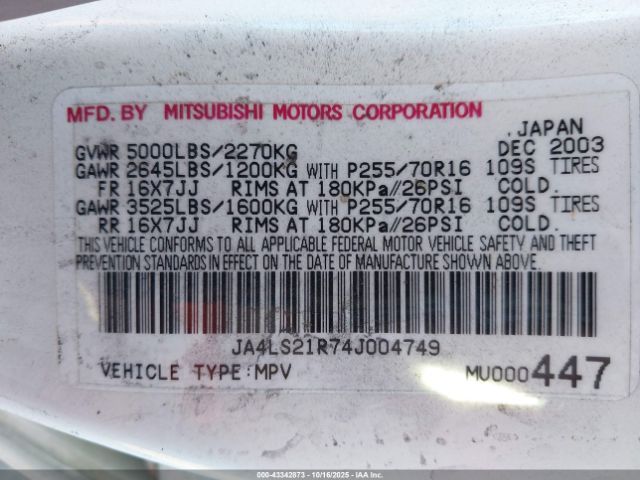 MFD. BY MITSUBISHI MOTORS CORPORATION
JAPAN
GVWR 5000LBS/2270KG DEC 2003
GAWR 2645LBS/1200KG WITH P255/70R16 109S TIRES
FR 16X7JJ RIMS AT 180KPa//26PSI COLD.
GAWR 3525LBS/1600KG WITH P255/70R16 109S TIRES
RR 16X7JJ RIMS AT 180KPa//26PSI COLD.
THIS VEHICLE CONFORMS TO ALL APPLICABLE FEDERAL MOTOR VEHICLE SAFETY AND THEFT
PREVENTION STANDARDS IN EFFECT ON THE DATE OF MANUFACTURE SHOWN ABOVE.
JA4LS21R74J004749
VEHICLE TYPE:MPV MU000447
000-43342673 | 10/16/2025 | IAAI.COM